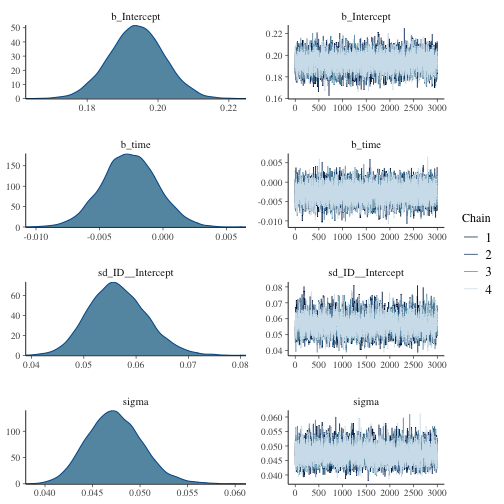 b_Intercept
50
40
30
20
10
0
0.18 0.20 0.22
b_Intercept
0.22
0.20
0.18
0.16
0 500 1000 1500 2000 2500 3000
b_time
150
100
50
0
-0.010 -0.005 0.000 0.005
b_time
0.005
0.000
-0.005
-0.010
0 500 1000 1500 2000 2500 3000
Chain
1
2
3
4
sd_ID__Intercept
60
40
20
0
0.04 0.05 0.06 0.07 0.08
sd_ID__Intercept
0.08
0.07
0.06
0.05
0.04
0 500 1000 1500 2000 2500 3000
sigma
100
50
0
0.040 0.045 0.050 0.055 0.060
sigma
0.060
0.055
0.050
0.045
0.040
0 500 1000 1500 2000 2500 3000